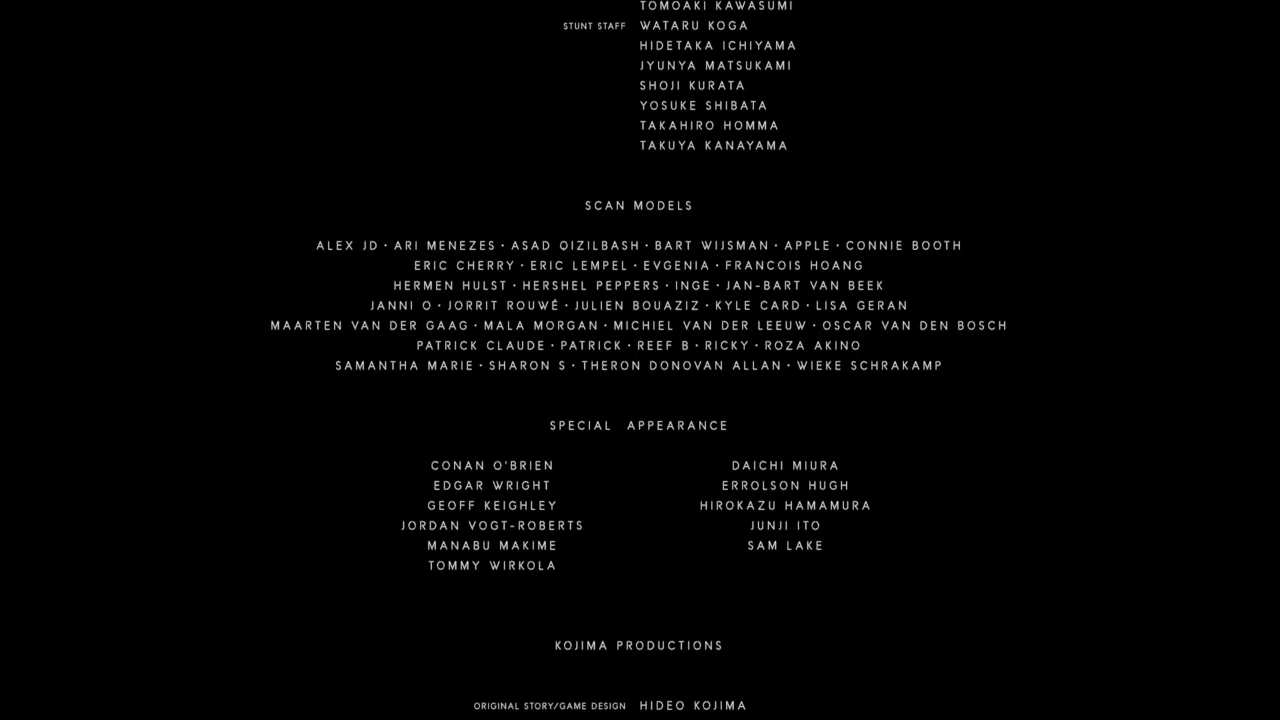 TOMOAKI KAWASUMI
STUNT STAFF WATARU KOGA
HIDETAKA ICHIYAMA
JYUNYA MATSUKAMI
SHOJI KURATA
YOSUKE SHIBATA
TAKAHIRO HOMMA
TAKUYA KANAYAMA
SCAN MODELS
ALEX JD · ARI MENEZES · ASAD QIZILBASH · BART WIJSMAN · APPLE · CONNIE BOOTH
ERIC CHERRY · ERIC LEMPEL · EVGENIA · FRANCOIS HOANG
HERMEN HULST · HERSHEL PEPPERS · INGE · JAN-BART VAN BEEK
JANNI O · JORRIT ROUWÉ · JULIEN BOUAZIZ · KYLE CARD · LISA GERAN
MAARTEN VAN DER GAAG · MALA MORGAN · MICHIEL VAN DER LEEUW · OSCAR VAN DEN BOSCH
PATRICK CLAUDE · PATRICK · REEF B · RICKY · ROZA AKINO
SAMANTHA MARIE · SHARON S · THERON DONOVAN ALLAN · WIEKE SCHRAKAMP
SPECIAL APPEARANCE
CONAN O'BRIEN DAICHI MIURA
EDGAR WRIGHT ERROLSON HUGH
GEOFF KEIGHLEY HIROKAZU HAMAMURA
JORDAN VOGT-ROBERTS JUNJI ITO
MANABU MAKIME SAM LAKE
TOMMY WIRKOLA
KOJIMA PRODUCTIONS
ORIGINAL STORY/GAME DESIGN HIDEO KOJIMA